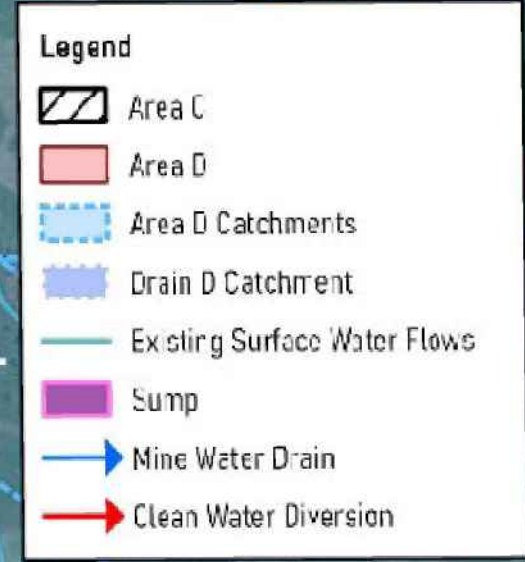 Legend
Area C
Area D
Area D Catchments
Drain D Catchment
Existing Surface Water Flows
Sump
Mine Water Drain
Clean Water Diversion